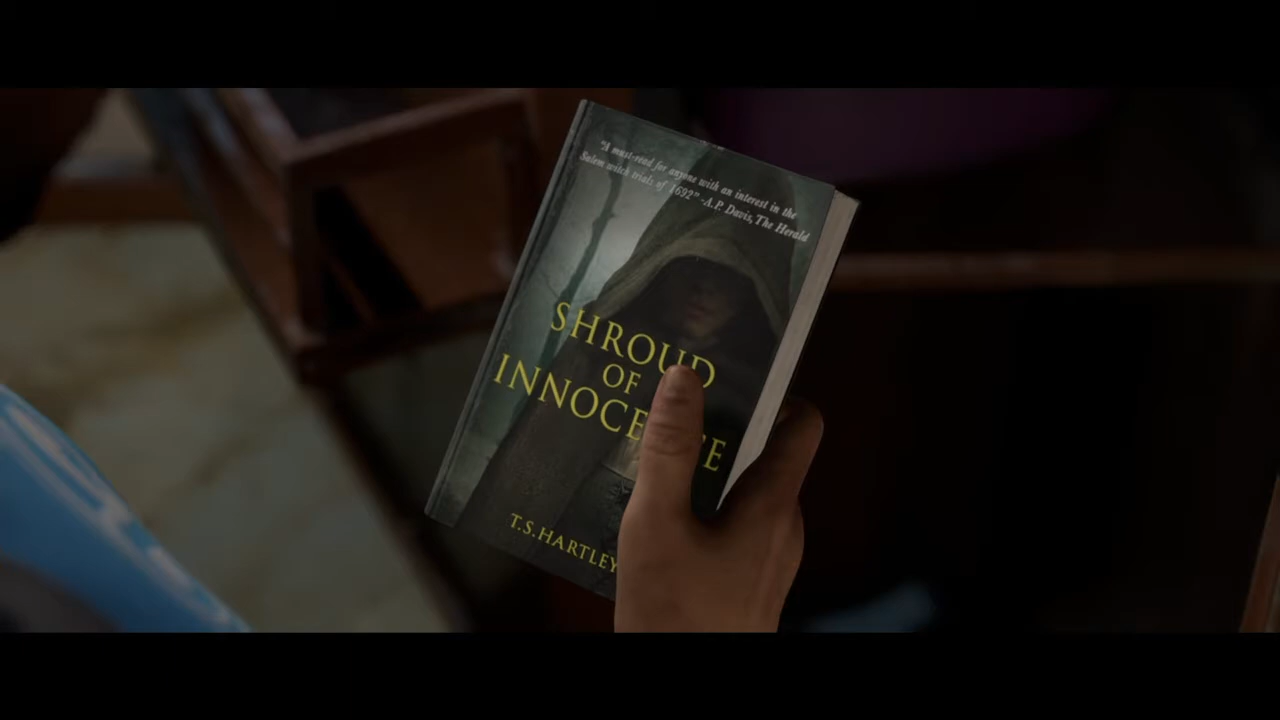 "A must-read for anyone with an interest in the
Salem witch trials of 1692" -A.P. Davis, The Herald
SHROUD
OF
INNOCE E
T.S.HARTLEY